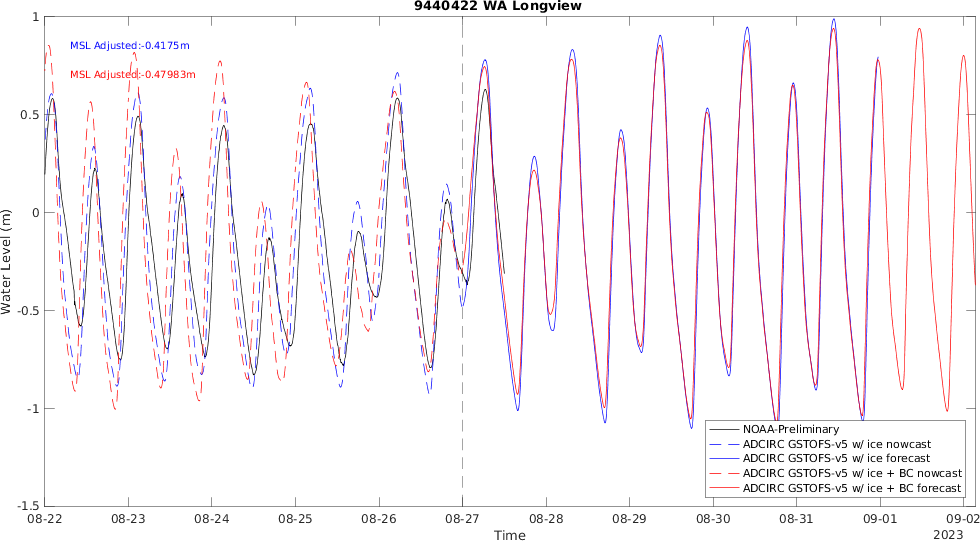 9440422 WA Longview
MSL Adjusted:-0.4175m
MSL Adjusted:-0.47983m
1
0.5
0
-0.5
-1
-1.5
Water Level (m)
NOAA-Preliminary
ADCIRC GSTOFS-v5 w/ ice nowcast
ADCIRC GSTOFS-v5 w/ ice forecast
ADCIRC GSTOFS-v5 w/ ice + BC nowcast
ADCIRC GSTOFS-v5 w/ ice + BC forecast
08-22 08-23 08-24 08-25 08-26 08-27 08-28 08-29 08-30 08-31 09-01 09-02
Time
2023